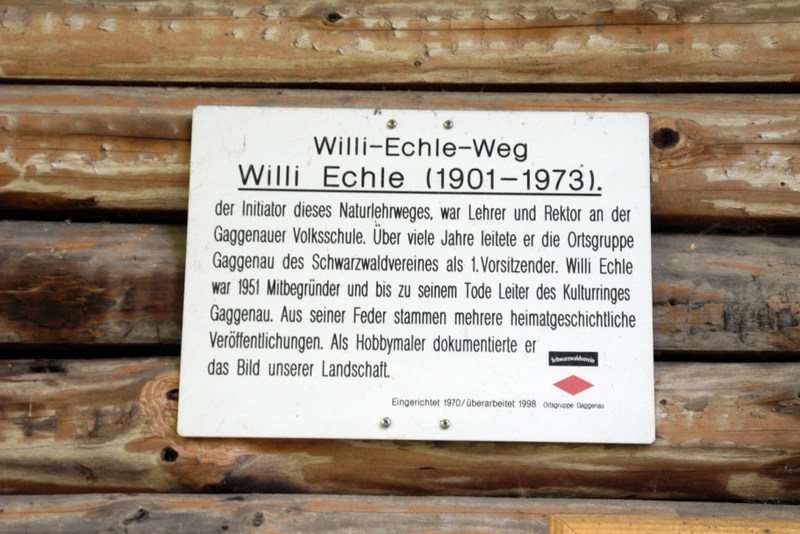 Willi-Echle-Weg
Willi Echle (1901-1973).
der Initiator dieses Naturlehrweges, war Lehrer und Rektor an der
Gaggenauer Volksschule. Über viele Jahre leitete er die Ortsgruppe
Gaggenau des Schwarzwaldvereines als 1. Vorsitzender. Willi Echle
war 1951 Mitbegründer und bis zu seinem Tode Leiter des Kulturringes
Gaggenau. Aus seiner Feder stammen mehrere heimatgeschichtliche
Veröffentlichungen. Als Hobbymaler dokumentierte er
das Bild unserer Landschaft.
Schwarzwaldverein
Eingerichtet 1970/überarbeitet 1998
Ortsgruppe Gaggenau